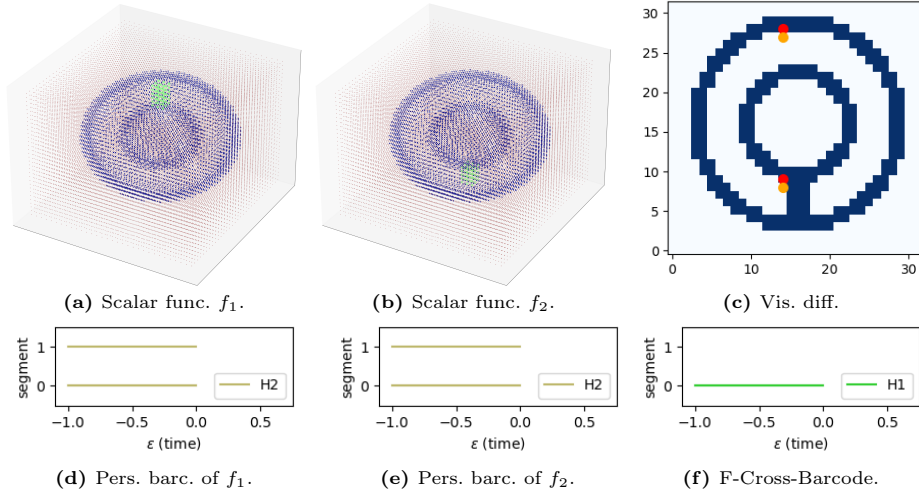 30
25
20
15
10
5
0
0 10 20 30
(a) Scalar func. f₁.
(b) Scalar func. f₂.
(c) Vis. diff.
segment
1
0
H2
−1.0 −0.5 0.0 0.5
ε (time)
segment
1
0
H2
−1.0 −0.5 0.0 0.5
ε (time)
segment
1
0
H1
−1.0 −0.5 0.0 0.5
ε (time)
(d) Pers. barc. of f₁.
(e) Pers. barc. of f₂.
(f) F-Cross-Barcode.